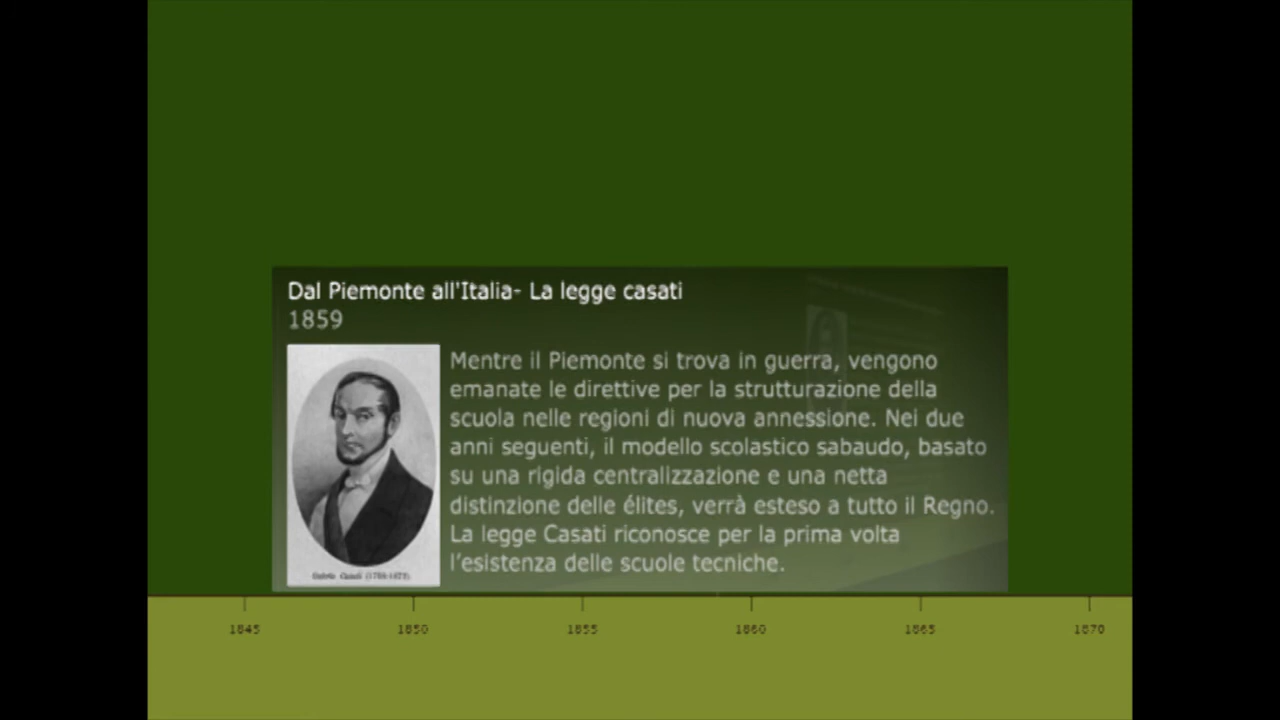 Dal Piemonte all'Italia- La legge casati
1859
Mentre il Piemonte si trova in guerra, vengono
emanate le direttive per la strutturazione della
scuola nelle regioni di nuova annessione. Nei due
anni seguenti, il modello scolastico sabaudo, basato
su una rigida centralizzazione e una netta
distinzione delle élites, verrà esteso a tutto il Regno.
La legge Casati riconosce per la prima volta
l'esistenza delle scuole tecniche.
Casati
1845 1850 1855 1860 1865 1870